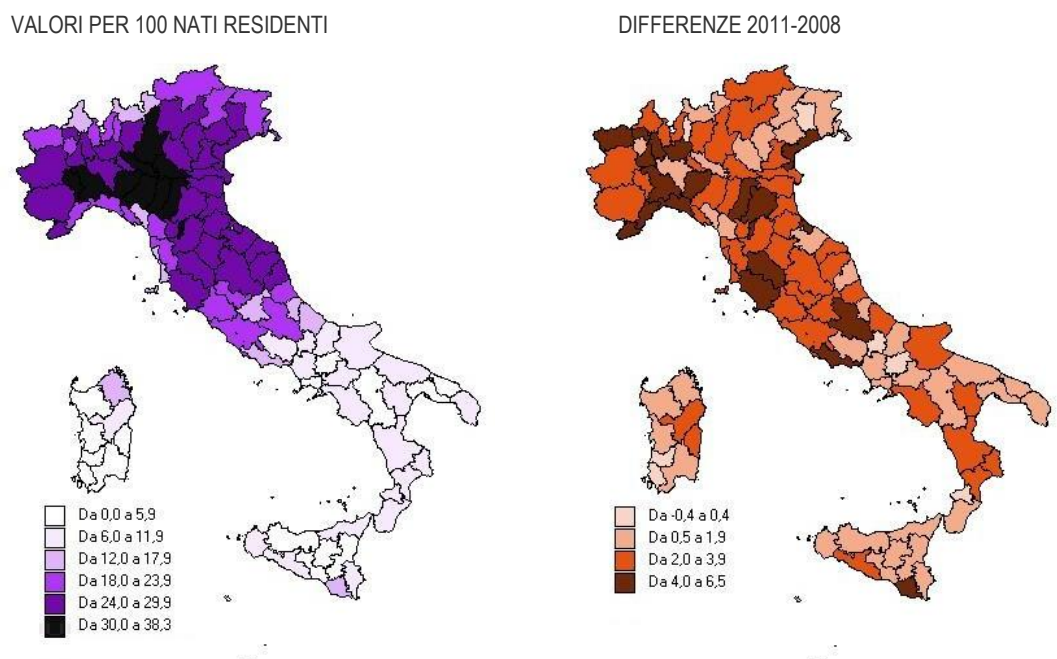 VALORI PER 100 NATI RESIDENTI
DIFFERENZE 2011-2008
Da 0,0 a 5,9
Da 6,0 a 11,9
Da 12,0 a 17,9
Da 18,0 a 23,9
Da 24,0 a 29,9
Da 30,0 a 38,3
Da -0,4 a 0,4
Da 0,5 a 1,9
Da 2,0 a 3,9
Da 4,0 a 6,5